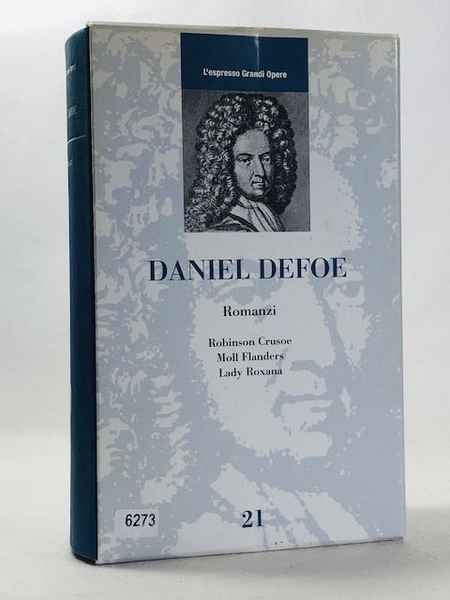 L'espresso Grandi Opere
DANIEL DEFOE
Romanzi
Robinson Crusoe
Moll Flanders
Lady Roxana
6273
21